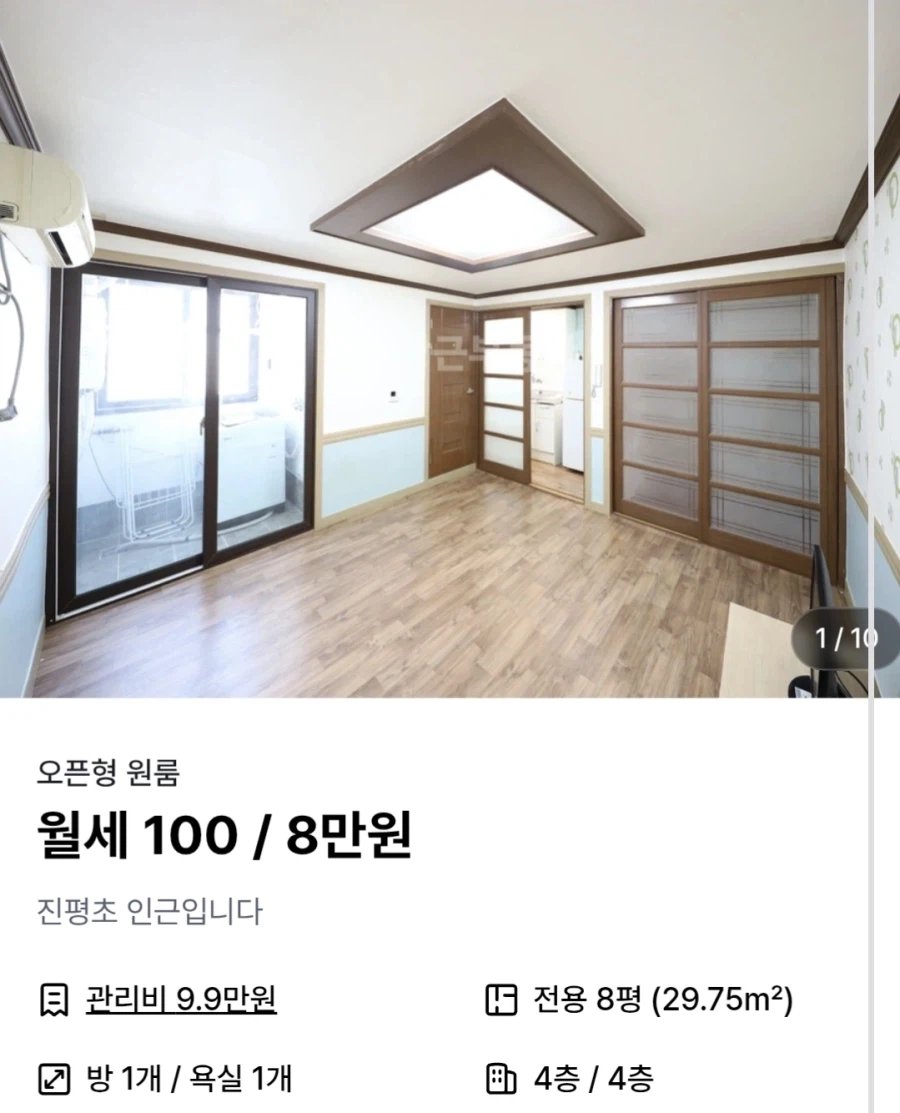 1 / 10
오픈형 원룸
월세 100 / 8만원
진평초 인근입니다
관리비 9.9만원
전용 8평 (29.75m²)
방 1개 / 욕실 1개
4층 / 4층